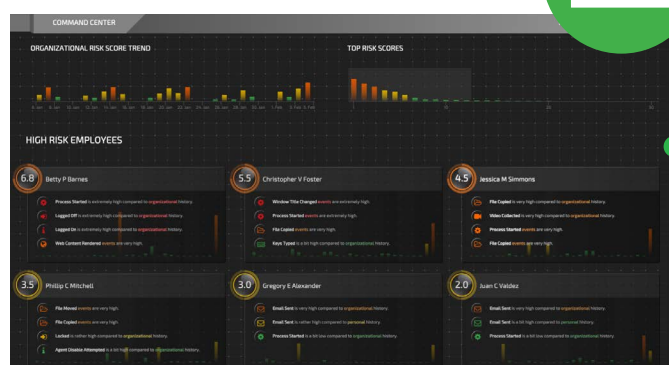 COMMAND CENTER
ORGANIZATIONAL RISK SCORE TREND
TOP RISK SCORES
HIGH RISK EMPLOYEES
6.8 Betty P Barnes
Process Started is extremely high compared to organizational history.
Logged Off is extremely high compared to organizational history.
Logged On is extremely high compared to organizational history.
Web Content Rendered events are very high.
5.5 Christopher V Foster
Window Title Changed events are extremely high.
Process Started events are extremely high.
File Copied events are very high.
Keys Typed is a bit high compared to organizational history.
4.5 Jessica M Simmons
File Copied is very high compared to organizational history.
Video Collected is very high compared to organizational history.
Process Started events are very high.
File Copied events are very high.
3.5 Phillip C Mitchell
File Moved events are very high.
File Copied events are very high.
Locked is rather high compared to organizational history.
Agent Disable Attempted is a bit high compared to organizational history.
3.0 Gregory E Alexander
Email Sent is very high compared to organizational history.
Email Sent is rather high compared to personal history.
Process Started is a bit low compared to organizational history.
2.0 Juan C Valdez
Email Sent is very high compared to organizational history.
Email Sent is a bit high compared to personal history.
Process Started is a bit low compared to organizational history.